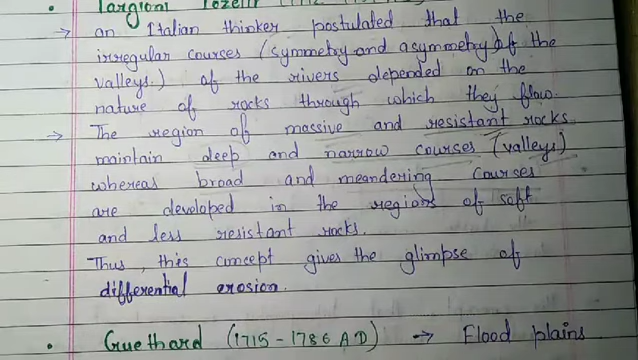 • Targioni Tozetti (1712
→ an Italian thinker postulated that the
irregular courses (symmetry and asymmetry of the
valleys.) of the rivers depended on the
nature of rocks through which they flow.
→ The region of massive and resistant rocks
maintain deep and narrow courses (valleys)
whereas broad and meandering courses
are developed in the regions of soft
and less resistant rocks.
Thus, this concept gives the glimpse of
differential erosion.
• Guethard (1715 - 1786 AD) → Flood plains